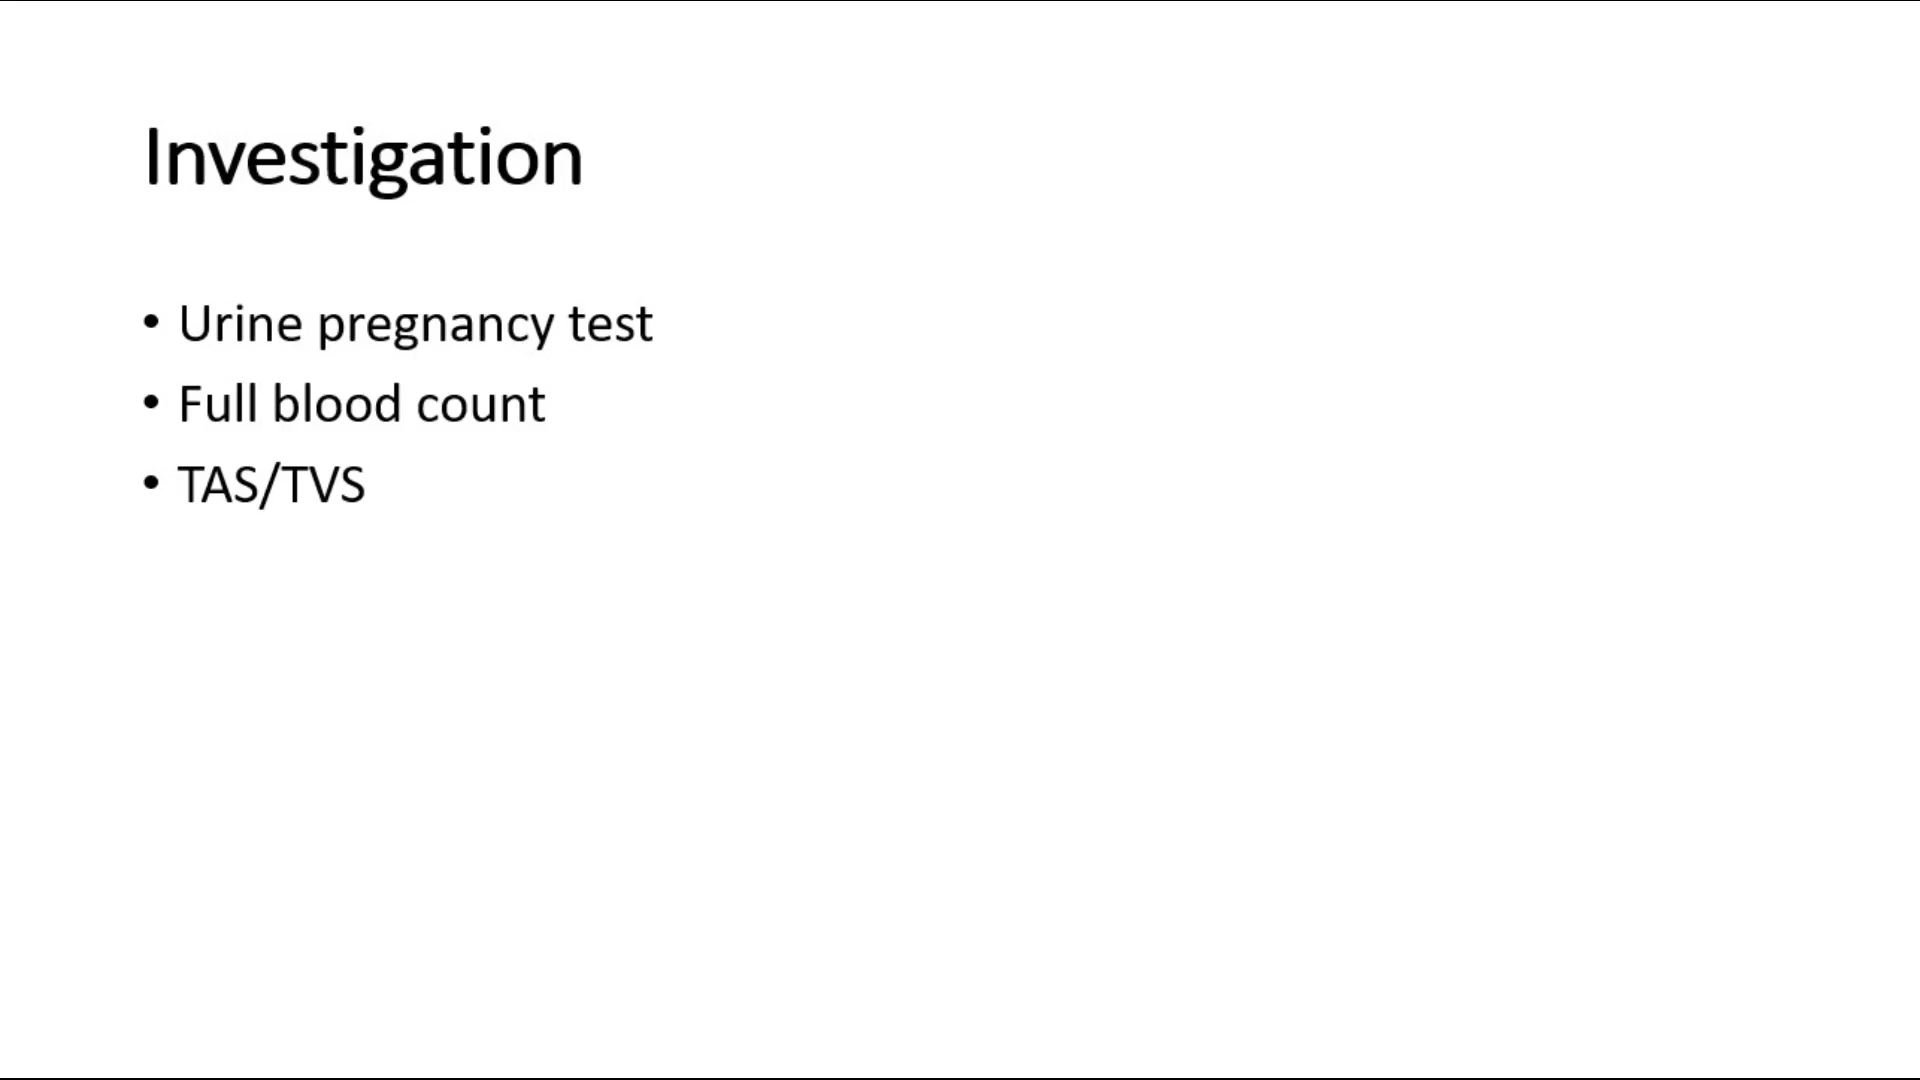 Investigation
• Urine pregnancy test
• Full blood count
• TAS/TVS